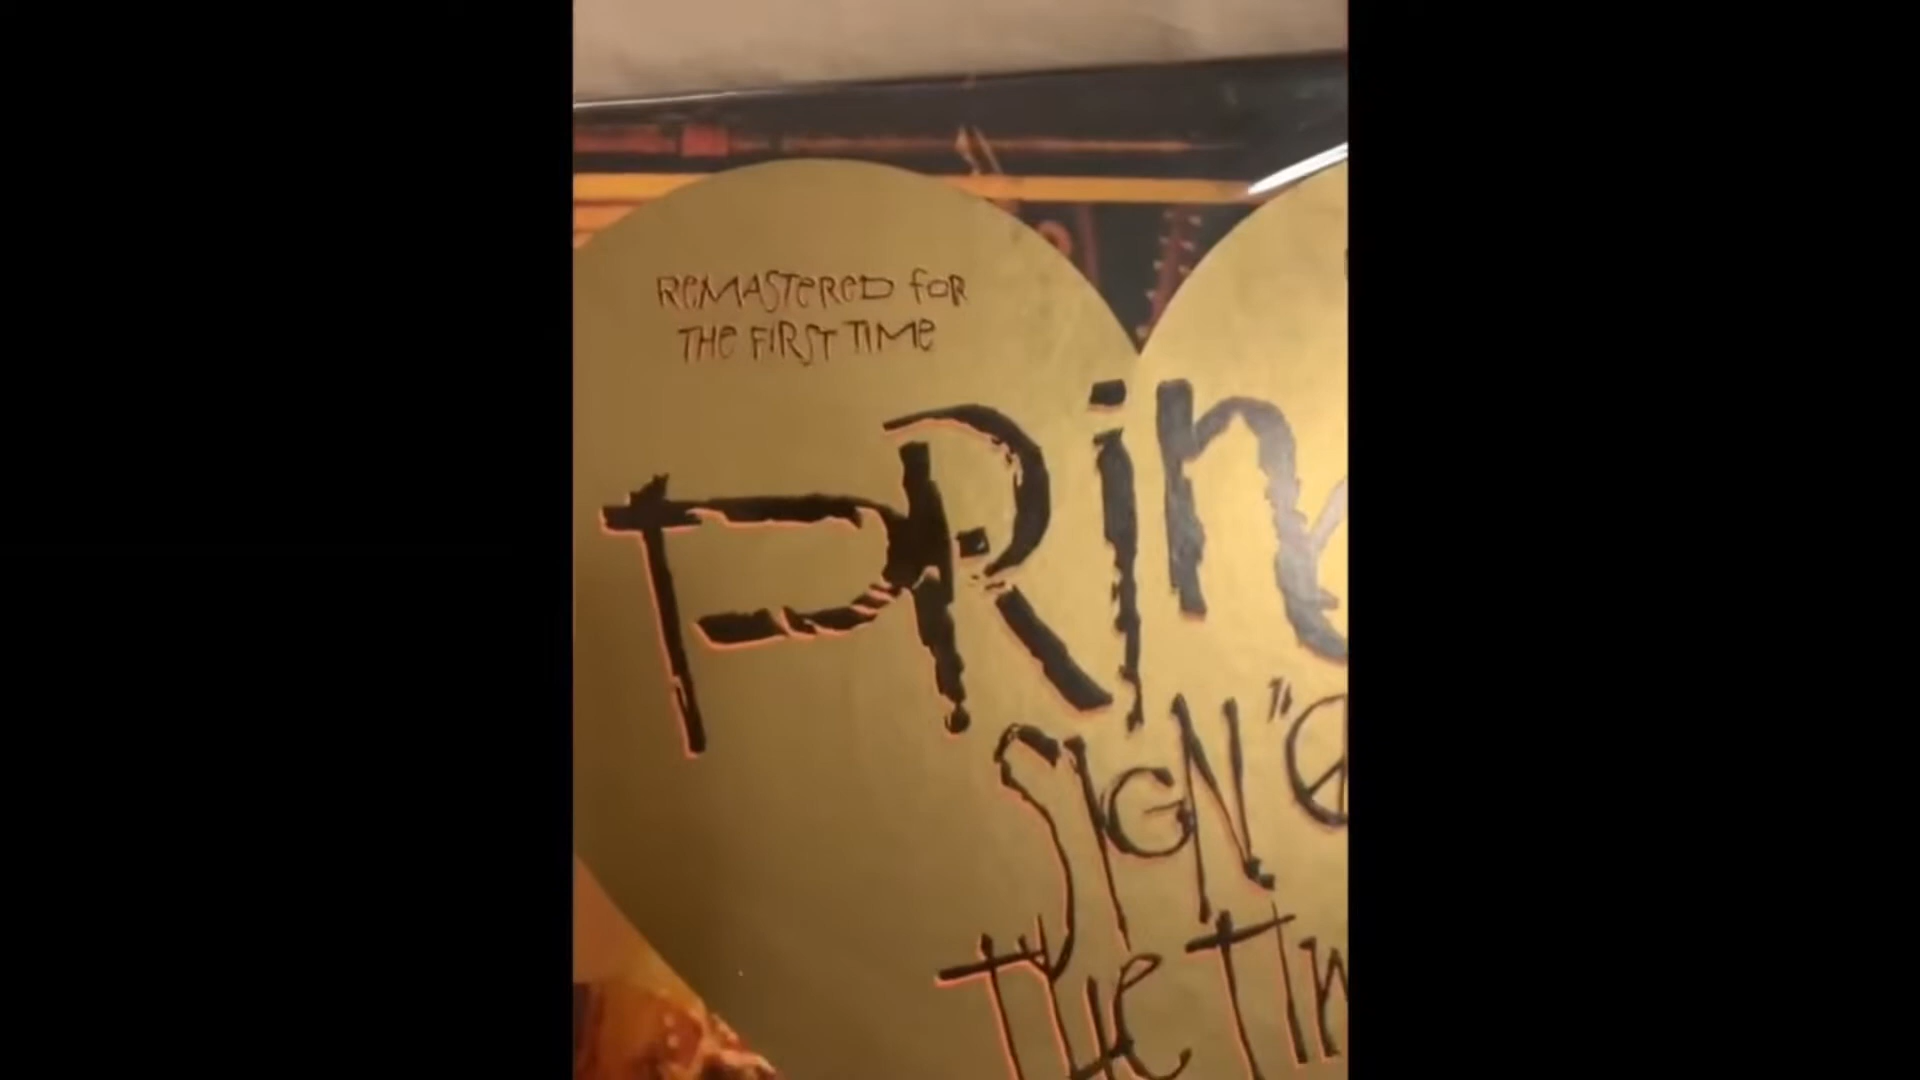 REMASTERED FOR
THE FIRST TIME
PRIN
SIGN "☮
THE TIM